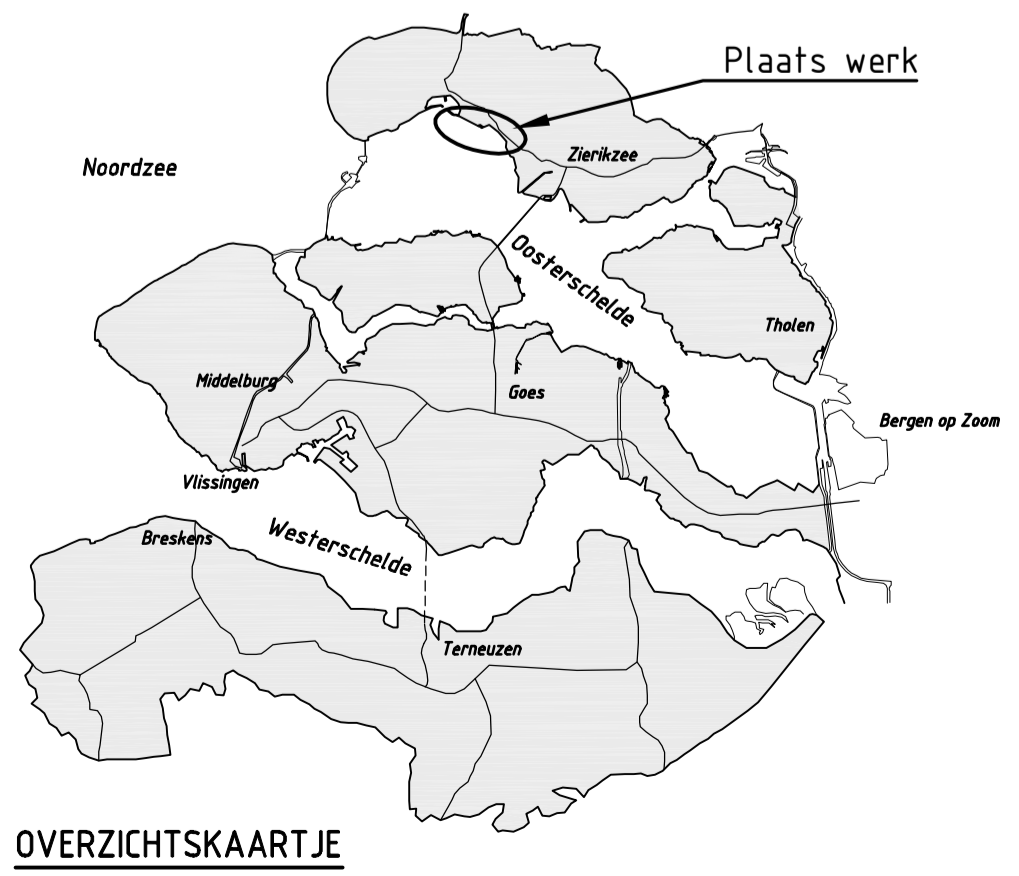 Plaats werk
Noordzee
Zierikzee
Oosterschelde
Tholen
Middelburg
Goes
Bergen op Zoom
Vlissingen
Westerschelde
Breskens
Terneuzen
OVERZICHTSKAARTJE